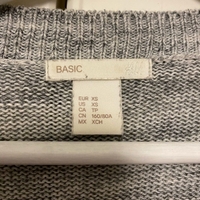 BASIC
EUR XS
US XS
CA TP
CN 160/80A
MX XCH